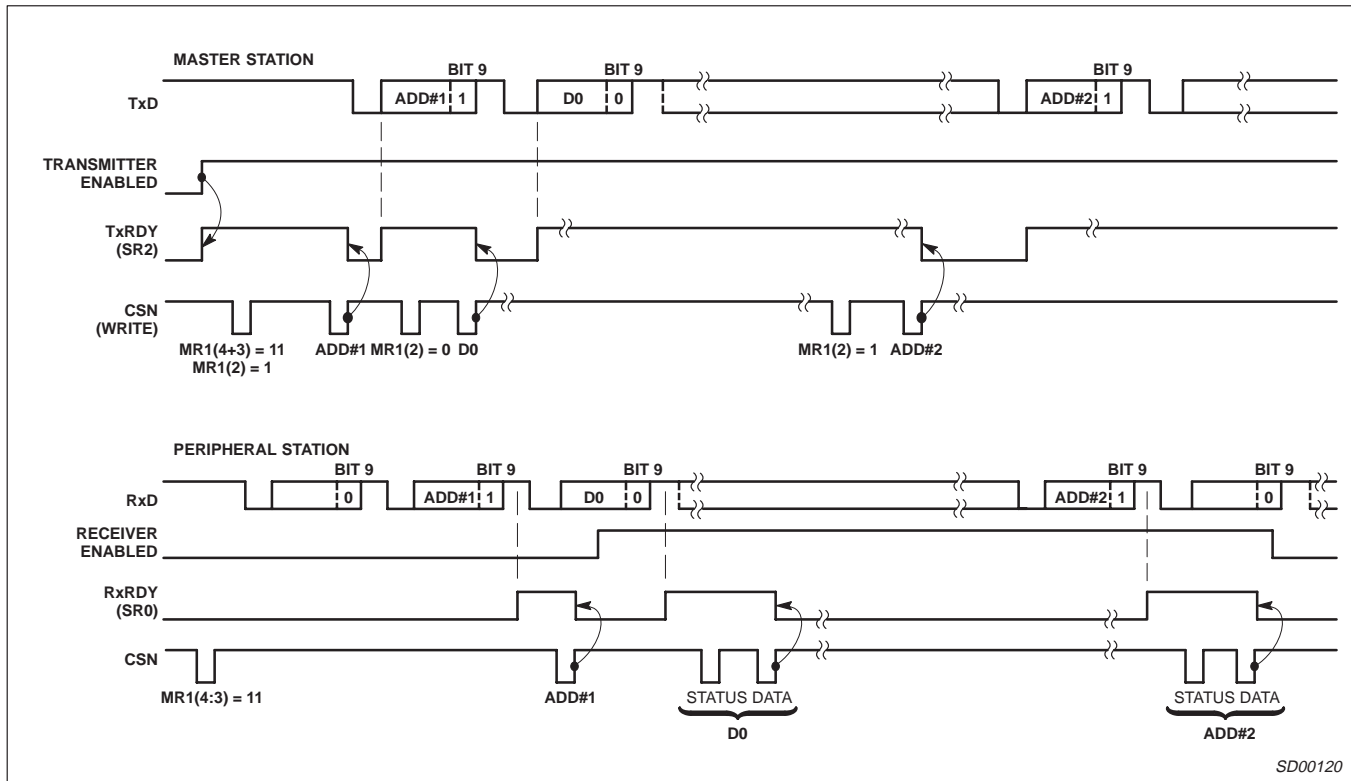 MASTER STATION
BIT 9 BIT 9 BIT 9
TxD ADD#1 1 D0 0 ADD#2 1
TRANSMITTER
ENABLED
TxRDY
(SR2)
CSN
(WRITE)
MR1(4+3) = 11 ADD#1 MR1(2) = 0 D0 MR1(2) = 1 ADD#2
MR1(2) = 1
PERIPHERAL STATION
BIT 9 BIT 9 BIT 9 BIT 9 BIT 9
RxD 0 ADD#1 1 D0 0 ADD#2 1 0
RECEIVER
ENABLED
RxRDY
(SR0)
CSN
MR1(4:3) = 11 ADD#1 STATUS DATA STATUS DATA
D0 ADD#2
SD00120